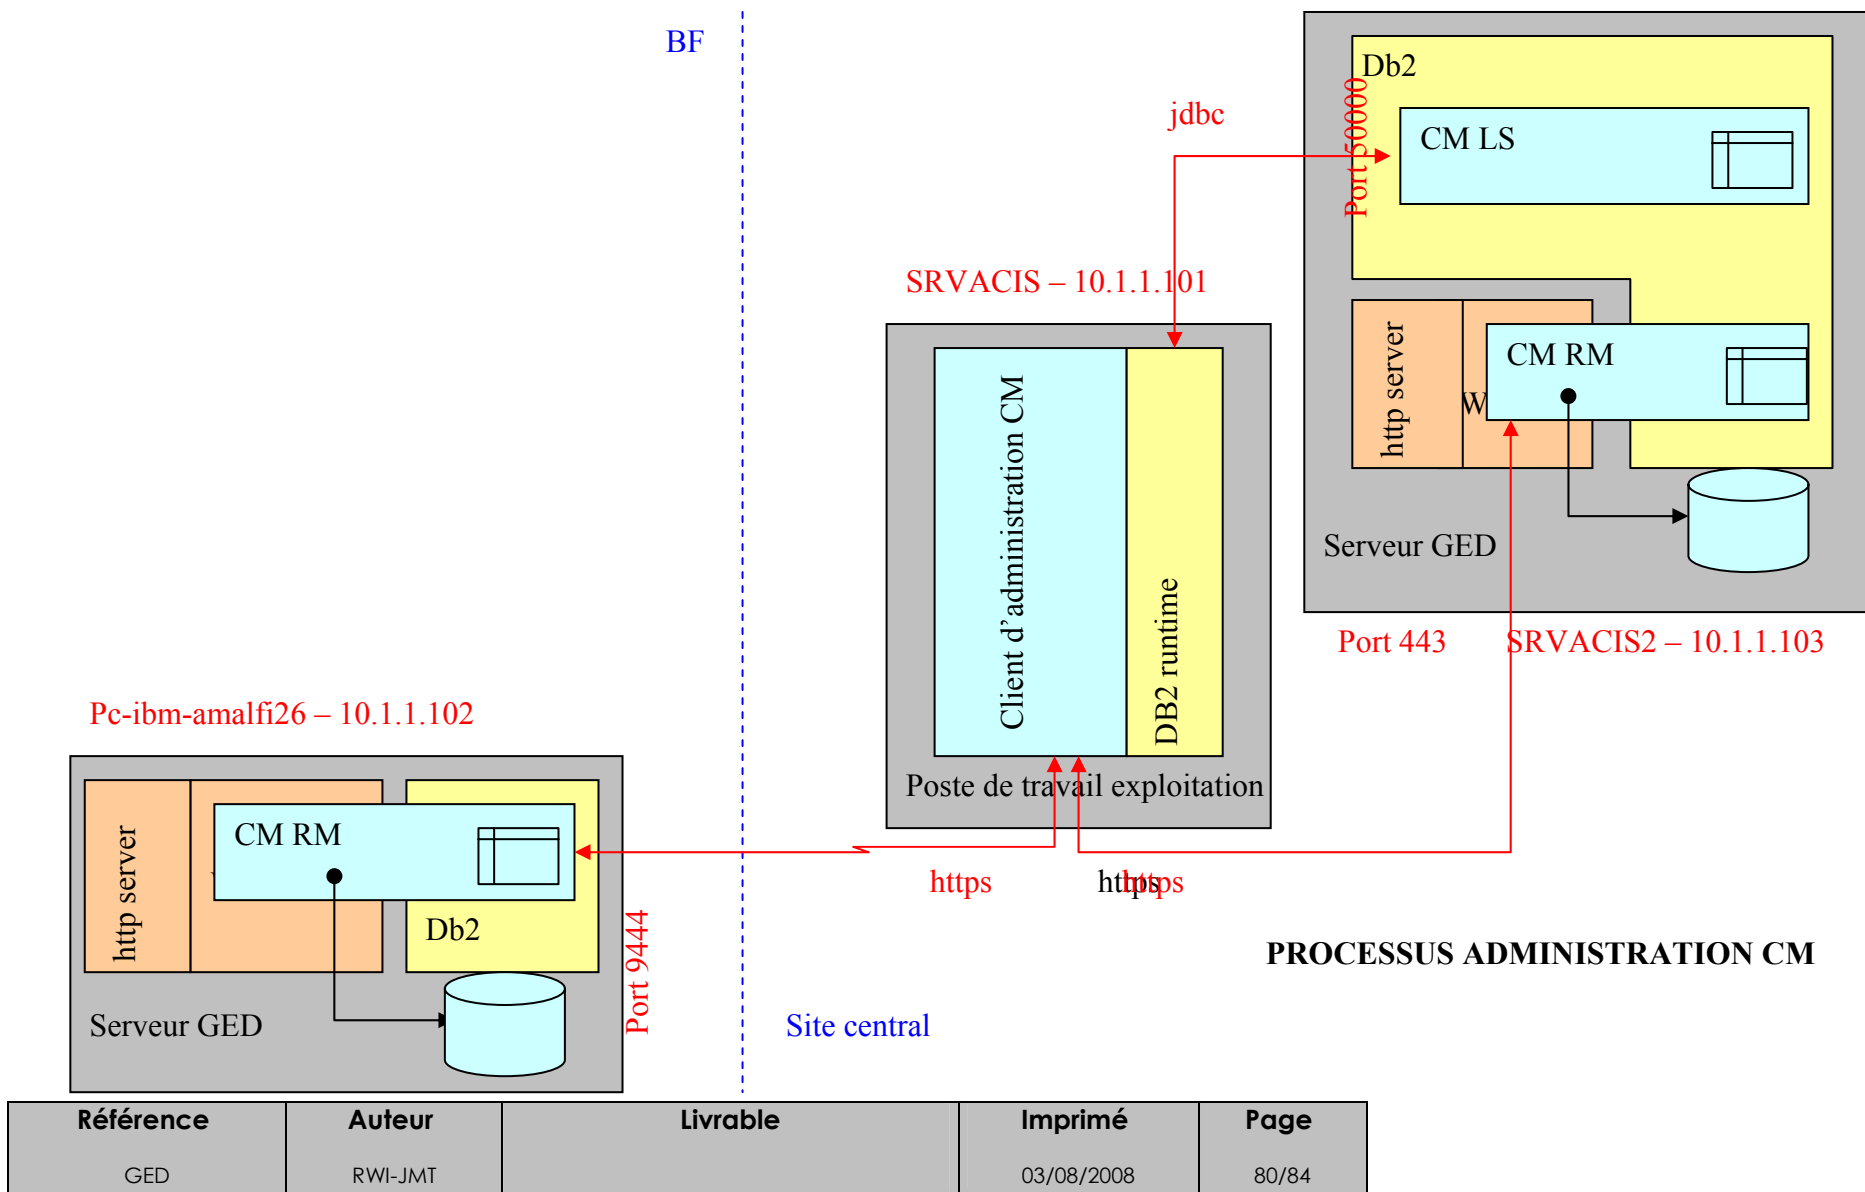 BF
Db2
jdbc
Port 50000
CM LS
SRVACIS – 10.1.1.101
http server
W
CM RM
Client d'administration CM
DB2 runtime
Serveur GED
Port 443
SRVACIS2 – 10.1.1.103
Pc-ibm-amalfi26 – 10.1.1.102
Poste de travail exploitation
http server
CM RM
https
https
https
Db2
Port 9444
PROCESSUS ADMINISTRATION CM
Serveur GED
Site central
Référence Auteur Livrable Imprimé Page
GED RWI-JMT 03/08/2008 80/84